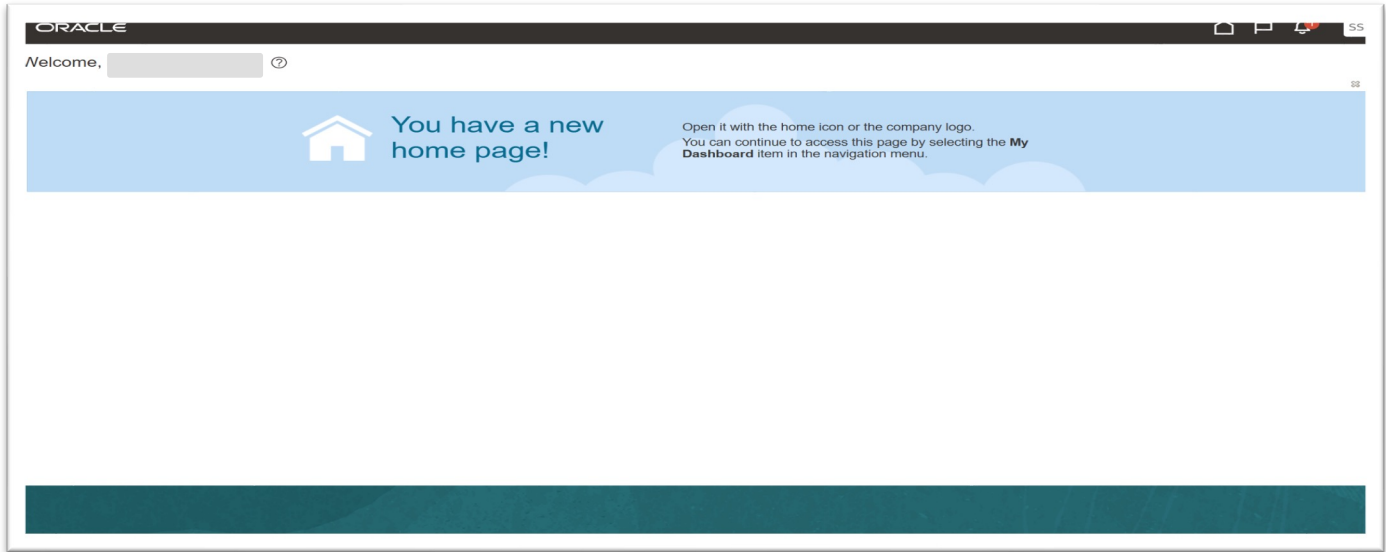 ORACLE
SS
Welcome,
You have a new
home page!
Open it with the home icon or the company logo.
You can continue to access this page by selecting the My
Dashboard item in the navigation menu.